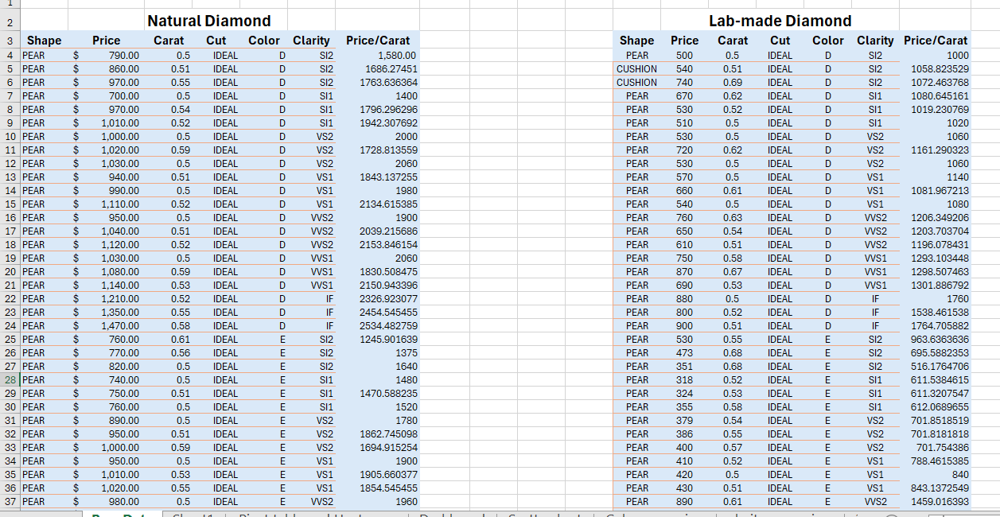 1
2 Natural Diamond Lab-made Diamond
3 Shape Price Carat Cut Color Clarity Price/Carat Shape Price Carat Cut Color Clarity Price/Carat
4 PEAR $ 790.00 0.5 IDEAL D SI2 1,580.00 PEAR 500 0.5 IDEAL D SI2 1000
5 PEAR $ 860.00 0.51 IDEAL D SI2 1686.27451 CUSHION 540 0.51 IDEAL D SI2 1058.823529
6 PEAR $ 970.00 0.55 IDEAL D SI2 1763.636364 CUSHION 740 0.69 IDEAL D SI2 1072.463768
7 PEAR $ 700.00 0.5 IDEAL D SI1 1400 PEAR 670 0.62 IDEAL D SI1 1080.645161
8 PEAR $ 970.00 0.54 IDEAL D SI1 1796.296296 PEAR 530 0.52 IDEAL D SI1 1019.230769
9 PEAR $ 1,010.00 0.52 IDEAL D SI1 1942.307692 PEAR 510 0.5 IDEAL D SI1 1020
10 PEAR $ 1,000.00 0.5 IDEAL D VS2 2000 PEAR 530 0.5 IDEAL D VS2 1060
11 PEAR $ 1,020.00 0.59 IDEAL D VS2 1728.813559 PEAR 720 0.62 IDEAL D VS2 1161.290323
12 PEAR $ 1,030.00 0.5 IDEAL D VS2 2060 PEAR 530 0.5 IDEAL D VS2 1060
13 PEAR $ 940.00 0.51 IDEAL D VS1 1843.137255 PEAR 570 0.5 IDEAL D VS1 1140
14 PEAR $ 990.00 0.5 IDEAL D VS1 1980 PEAR 660 0.61 IDEAL D VS1 1081.967213
15 PEAR $ 1,110.00 0.52 IDEAL D VS1 2134.615385 PEAR 540 0.5 IDEAL D VS1 1080
16 PEAR $ 950.00 0.5 IDEAL D VVS2 1900 PEAR 760 0.63 IDEAL D VVS2 1206.349206
17 PEAR $ 1,040.00 0.51 IDEAL D VVS2 2039.215686 PEAR 650 0.54 IDEAL D VVS2 1203.703704
18 PEAR $ 1,120.00 0.52 IDEAL D VVS2 2153.846154 PEAR 610 0.51 IDEAL D VVS2 1196.078431
19 PEAR $ 1,030.00 0.5 IDEAL D VVS1 2060 PEAR 750 0.58 IDEAL D VVS1 1293.103448
20 PEAR $ 1,080.00 0.59 IDEAL D VVS1 1830.508475 PEAR 870 0.67 IDEAL D VVS1 1298.507463
21 PEAR $ 1,140.00 0.53 IDEAL D VVS1 2150.943396 PEAR 690 0.53 IDEAL D VVS1 1301.886792
22 PEAR $ 1,210.00 0.52 IDEAL D IF 2326.923077 PEAR 880 0.5 IDEAL D IF 1760
23 PEAR $ 1,350.00 0.55 IDEAL D IF 2454.545455 PEAR 800 0.52 IDEAL D IF 1538.461538
24 PEAR $ 1,470.00 0.58 IDEAL D IF 2534.482759 PEAR 900 0.51 IDEAL D IF 1764.705882
25 PEAR $ 760.00 0.61 IDEAL E SI2 1245.901639 PEAR 530 0.55 IDEAL E SI2 963.6363636
26 PEAR $ 770.00 0.56 IDEAL E SI2 1375 PEAR 473 0.68 IDEAL E SI2 695.5882353
27 PEAR $ 820.00 0.5 IDEAL E SI2 1640 PEAR 351 0.68 IDEAL E SI2 516.1764706
28 PEAR $ 740.00 0.5 IDEAL E SI1 1480 PEAR 318 0.52 IDEAL E SI1 611.5384615
29 PEAR $ 750.00 0.51 IDEAL E SI1 1470.588235 PEAR 324 0.53 IDEAL E SI1 611.3207547
30 PEAR $ 760.00 0.5 IDEAL E SI1 1520 PEAR 355 0.58 IDEAL E SI1 612.0689655
31 PEAR $ 890.00 0.5 IDEAL E VS2 1780 PEAR 379 0.54 IDEAL E VS2 701.8518519
32 PEAR $ 950.00 0.51 IDEAL E VS2 1862.745098 PEAR 386 0.55 IDEAL E VS2 701.8181818
33 PEAR $ 1,000.00 0.59 IDEAL E VS2 1694.915254 PEAR 400 0.57 IDEAL E VS2 701.754386
34 PEAR $ 950.00 0.5 IDEAL E VS1 1900 PEAR 410 0.52 IDEAL E VS1 788.4615385
35 PEAR $ 1,010.00 0.53 IDEAL E VS1 1905.660377 PEAR 420 0.5 IDEAL E VS1 840
36 PEAR $ 1,020.00 0.55 IDEAL E VS1 1854.545455 PEAR 430 0.51 IDEAL E VS1 843.1372549
37 PEAR $ 980.00 0.5 IDEAL E VVS2 1960 PEAR 890 0.61 IDEAL E VVS2 1459.016393